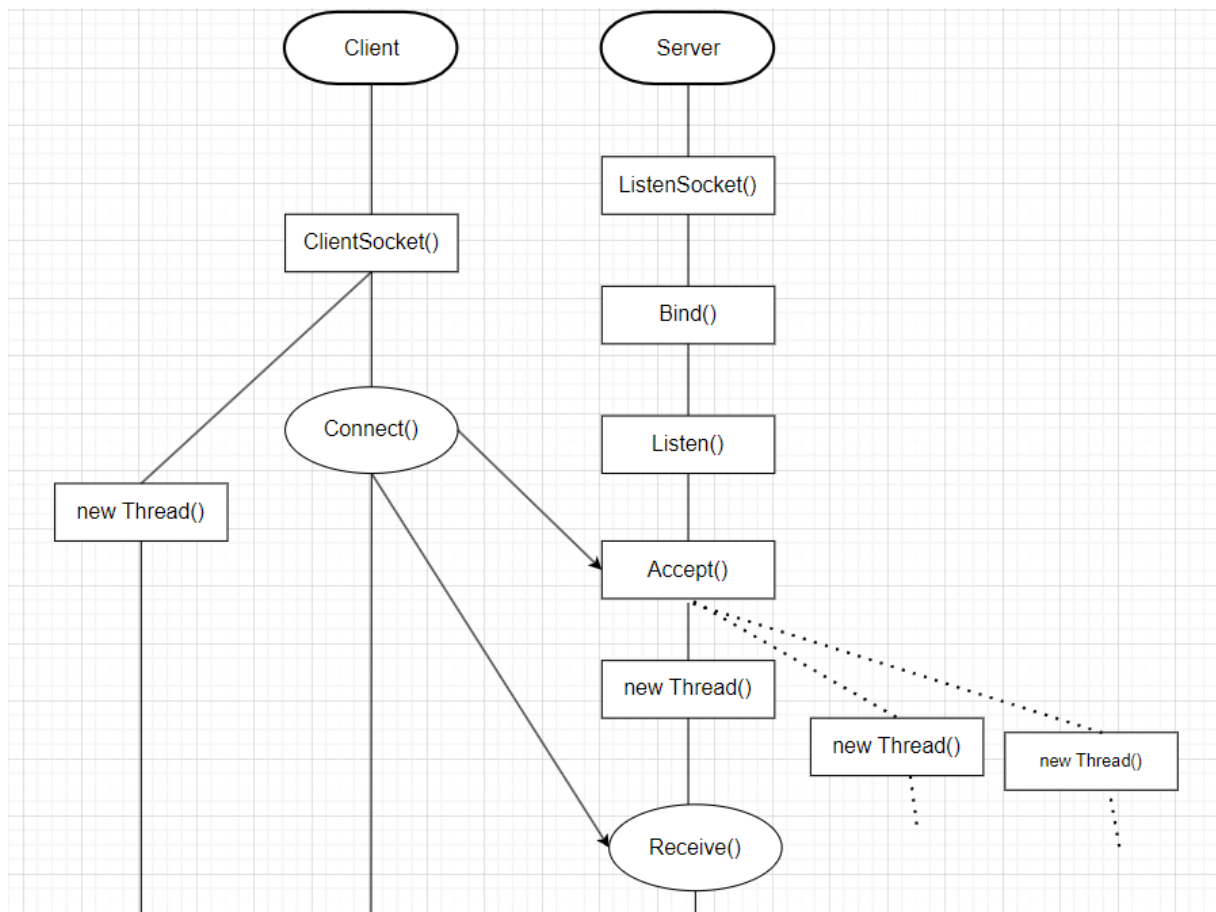 Client
Server
ListenSocket()
ClientSocket()
Bind()
Connect()
Listen()
new Thread()
Accept()
new Thread()
new Thread()
new Thread()
Receive()